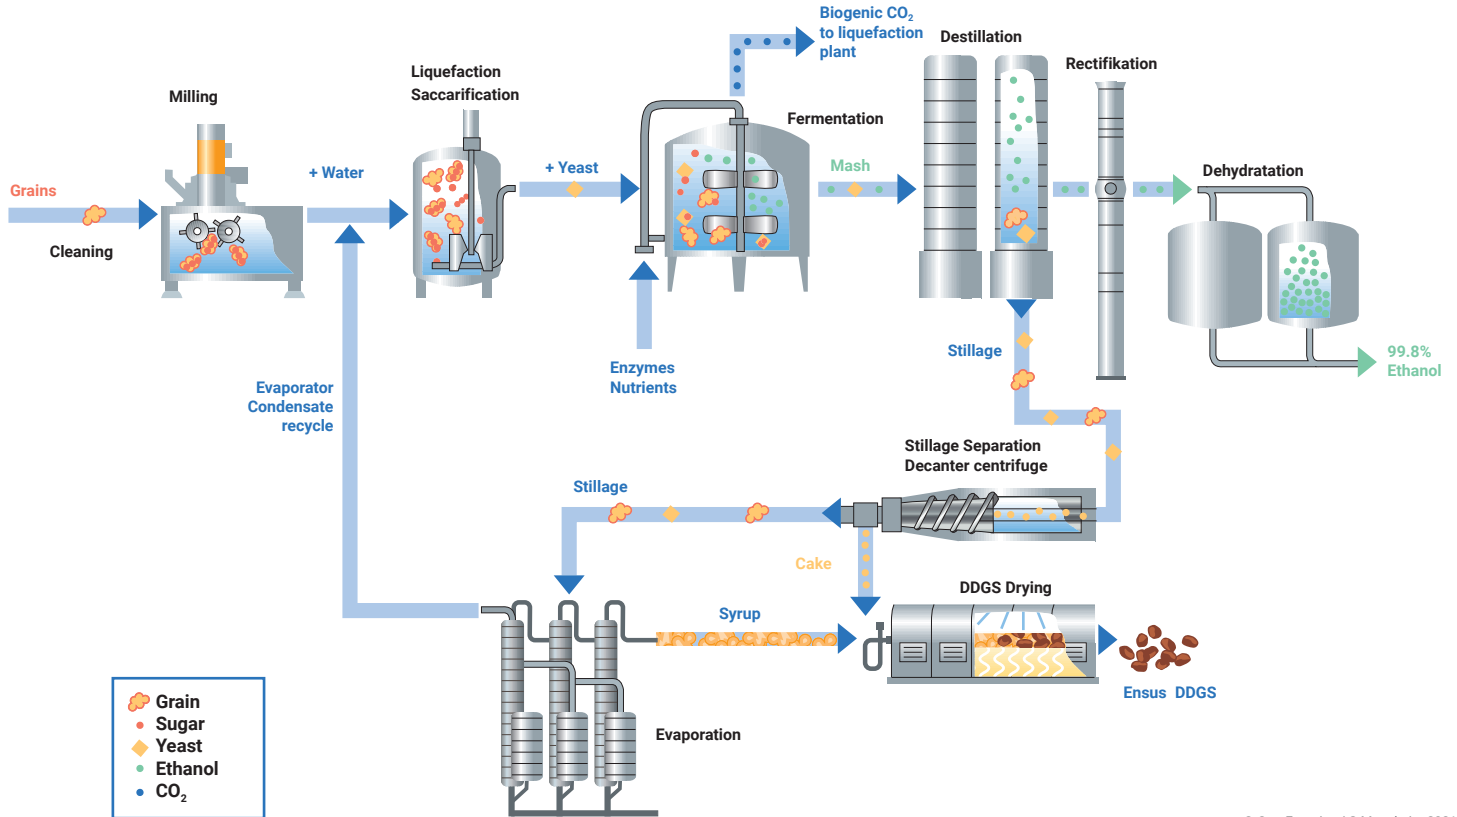 Biogenic CO2
to liquefaction
plant
Destillation
Rectifikation
Liquefaction
Saccarification
Milling
Fermentation
+ Water
+ Yeast
Mash
Dehydratation
Grains
Cleaning
Stillage
99.8%
Ethanol
Enzymes
Nutrients
Evaporator
Condensate
recycle
Stillage Separation
Decanter centrifuge
Stillage
Cake
DDGS Drying
Syrup
Ensus DDGS
Evaporation
Grain
Sugar
Yeast
Ethanol
CO2